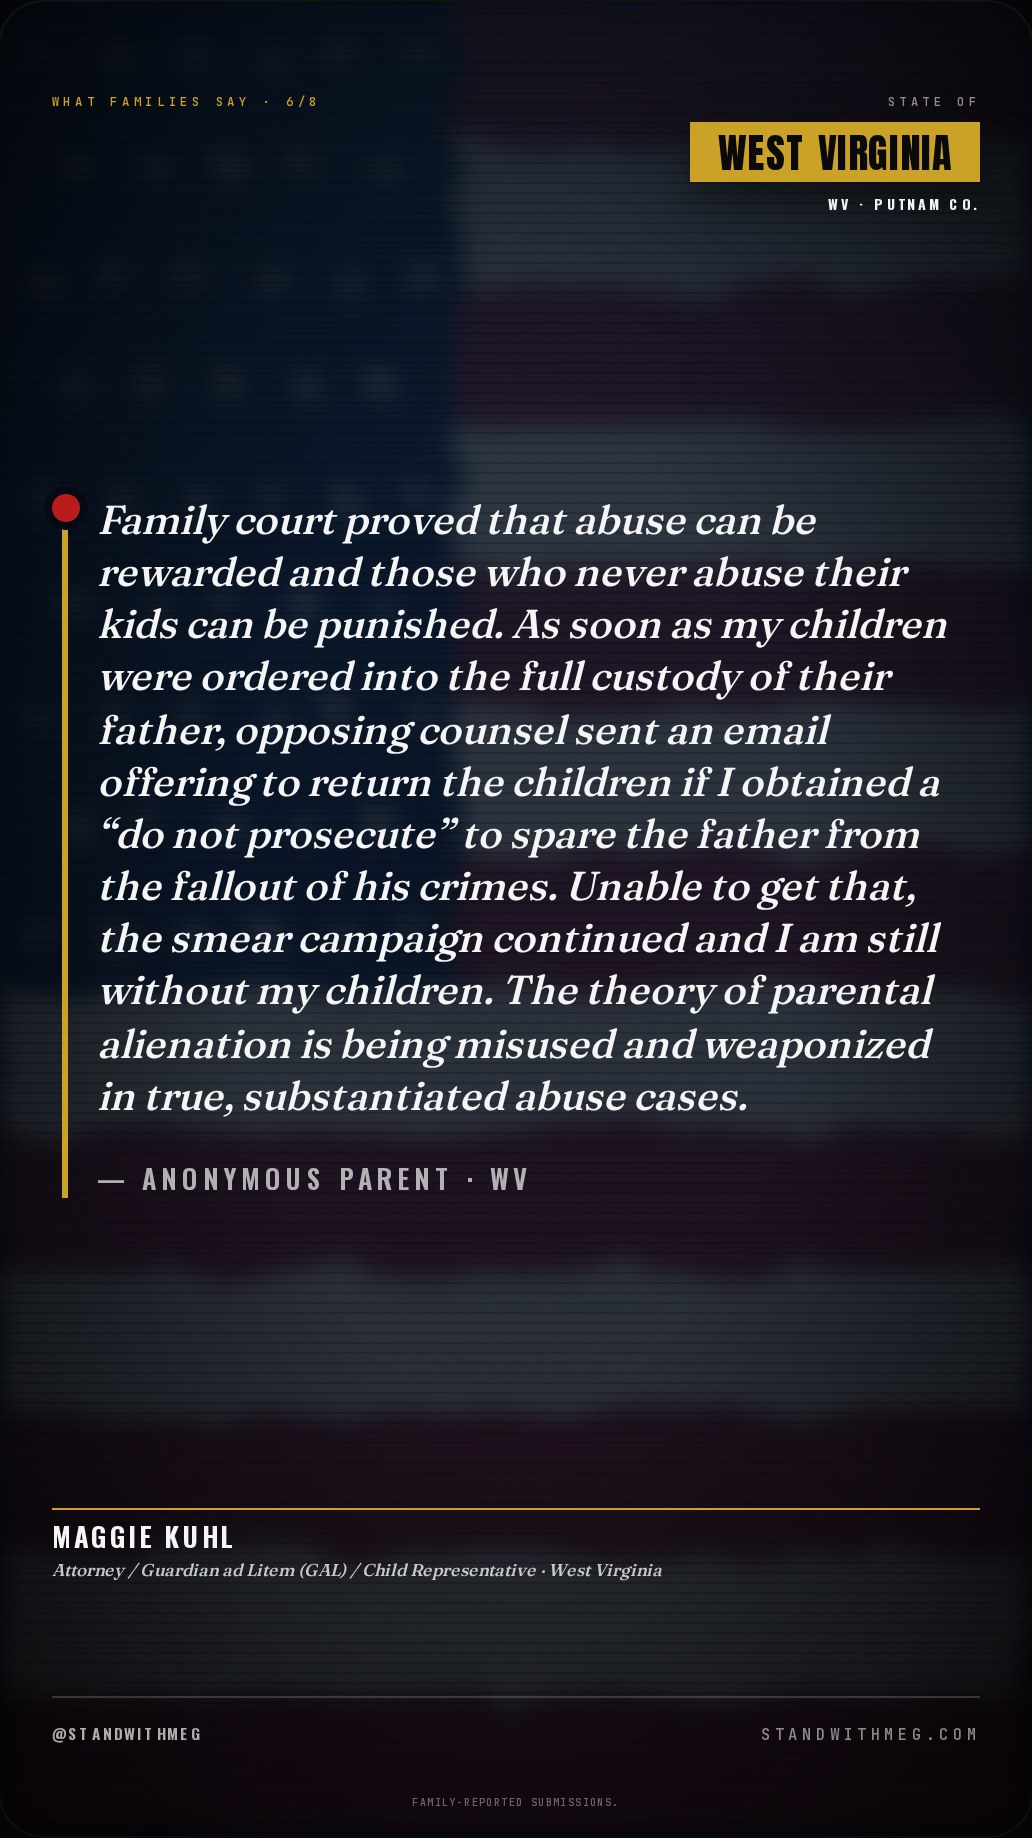 WHAT FAMILIES SAY · 6/8
STATE OF
WEST VIRGINIA
WV · PUTNAM CO.
Family court proved that abuse can be
rewarded and those who never abuse their
kids can be punished. As soon as my children
were ordered into the full custody of their
father, opposing counsel sent an email
offering to return the children if I obtained a
“do not prosecute” to spare the father from
the fallout of his crimes. Unable to get that,
the smear campaign continued and I am still
without my children. The theory of parental
alienation is being misused and weaponized
in true, substantiated abuse cases.
— ANONYMOUS PARENT · WV
MAGGIE KUHL
Attorney / Guardian ad Litem (GAL) / Child Representative · West Virginia
@STANDWITHMEG
STANDWITHMEG.COM
FAMILY-REPORTED SUBMISSIONS.